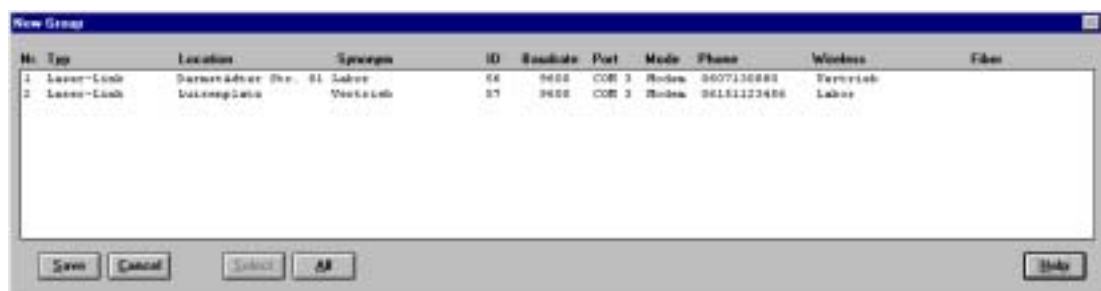 New Group
Nr. Typ Location Synonym ID Baudrate Port Mode Phone Wireless Fiber
1 Laser-Link Darmstädter Str. 81 Labor 56 9600 COM 3 Modem Vertrieb
2 Laser-Link Luisenplatz Vertrieb 57 9600 COM 3 Modem 06151123456 Labor
Save Cancel Select All Help